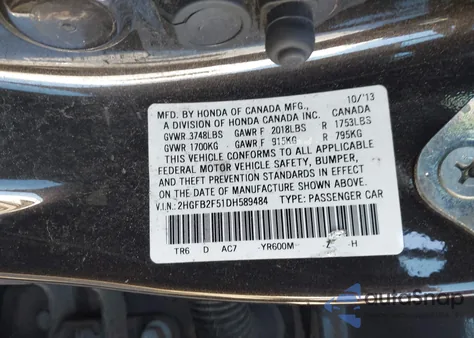 MFD. BY HONDA OF CANADA MFG., 10/'13
A DIVISION OF HONDA CANADA INC. CANADA
GVWR 3748LBS GAWR F 2018LBS R 1753LBS
GVWR 1700KG GAWR F 915KG R 795KG
THIS VEHICLE CONFORMS TO ALL APPLICABLE
FEDERAL MOTOR VEHICLE SAFETY, BUMPER,
AND THEFT PREVENTION STANDARDS IN EFFECT
ON THE DATE OF MANUFACTURE SHOWN ABOVE.
V.I.N.: 2HGFB2F51DH589484 TYPE: PASSENGER CAR
TR6 D AC7 YR600M H
autoSnap